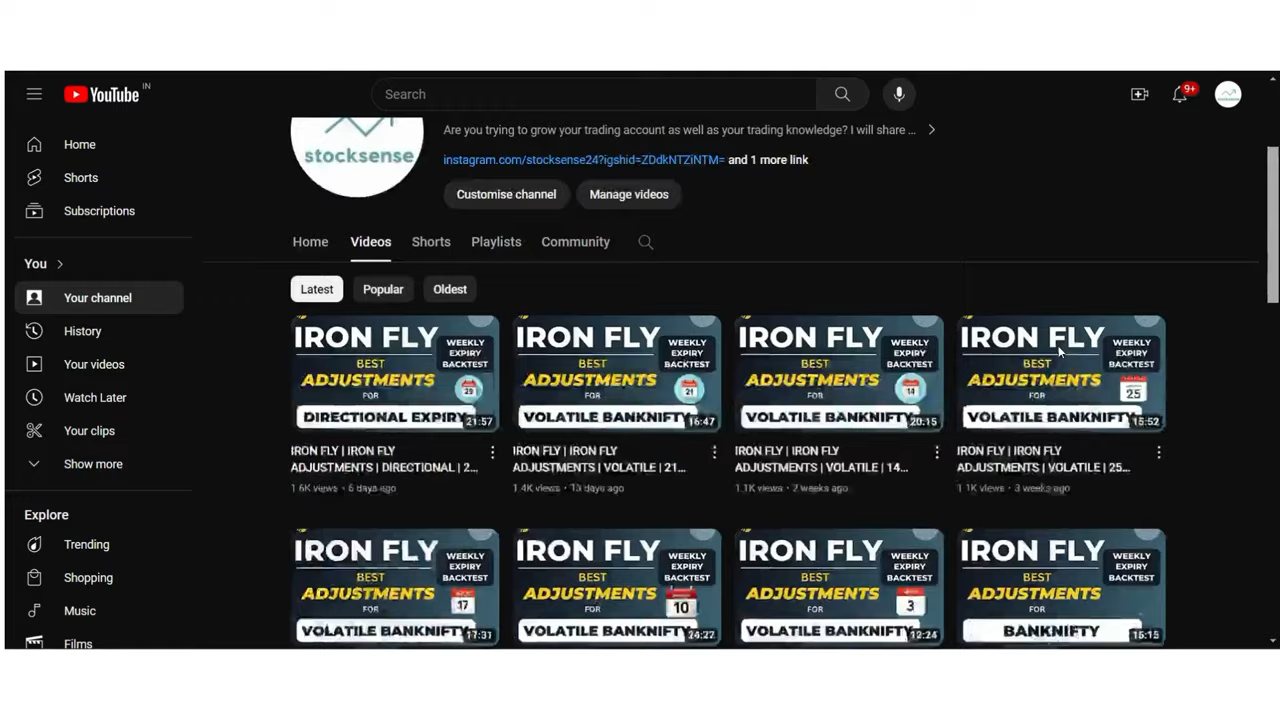 YouTube IN
Search
9+
Home
Shorts
Subscriptions
You
Your channel
History
Your videos
Watch Later
Your clips
Show more
Explore
Trending
Shopping
Music
Films
stocksense
Are you trying to grow your trading account as well as your trading knowledge? I will share ...
instagram.com/stocksense24?igshid=ZDdkNTZiNTM= and 1 more link
Customise channel
Manage videos
Home Videos Shorts Playlists Community
Latest Popular Oldest
IRON FLY
WEEKLY
EXPIRY
BACKTEST
BEST
ADJUSTMENTS
29
FOR
DIRECTIONAL EXPIRY
21:57
IRON FLY | IRON FLY
ADJUSTMENTS | DIRECTIONAL | 2...
1.6K views • 6 days ago
IRON FLY
WEEKLY
EXPIRY
BACKTEST
BEST
ADJUSTMENTS
21
FOR
VOLATILE BANKNIFTY
16:47
IRON FLY | IRON FLY
ADJUSTMENTS | VOLATILE | 21...
1.4K views • 13 days ago
IRON FLY
WEEKLY
EXPIRY
BACKTEST
BEST
ADJUSTMENTS
14
FOR
VOLATILE BANKNIFTY
20:15
IRON FLY | IRON FLY
ADJUSTMENTS | VOLATILE | 14...
1.1K views • 2 weeks ago
IRON FLY
WEEKLY
EXPIRY
BACKTEST
BEST
ADJUSTMENTS
25
FOR
VOLATILE BANKNIFTY
15:52
IRON FLY | IRON FLY
ADJUSTMENTS | VOLATILE | 25...
1.1K views • 3 weeks ago
IRON FLY
WEEKLY
EXPIRY
BACKTEST
BEST
ADJUSTMENTS
17
FOR
VOLATILE BANKNIFTY
17:31
IRON FLY
WEEKLY
EXPIRY
BACKTEST
BEST
ADJUSTMENTS
10
FOR
VOLATILE BANKNIFTY
24:22
IRON FLY
WEEKLY
EXPIRY
BACKTEST
BEST
ADJUSTMENTS
3
FOR
VOLATILE BANKNIFTY
12:24
IRON FLY
WEEKLY
EXPIRY
BACKTEST
BEST
ADJUSTMENTS
FOR
BANKNIFTY
15:15